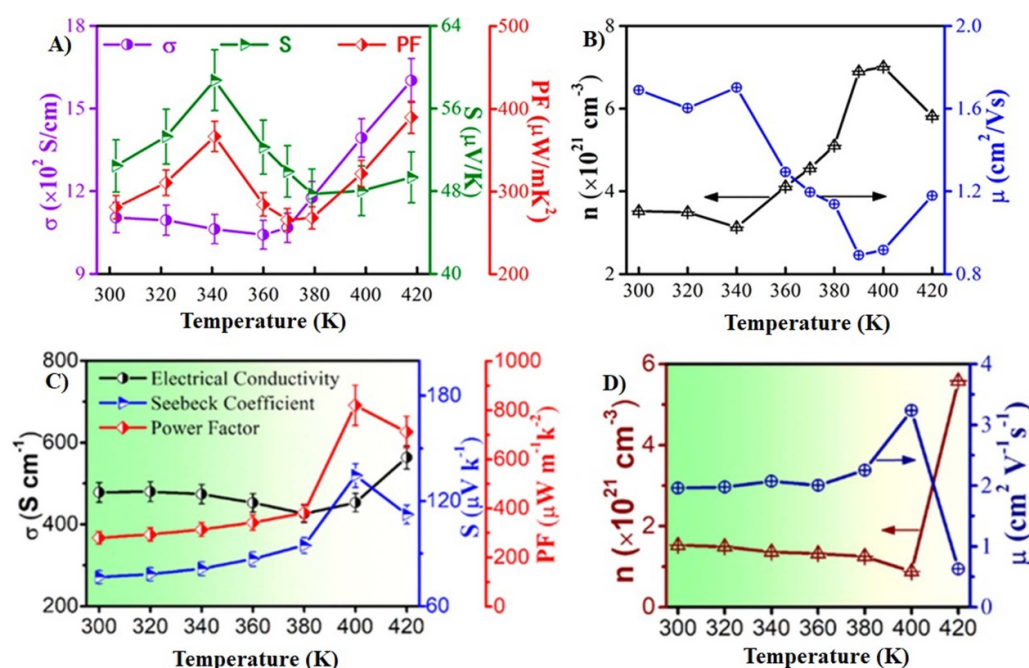 A)
σ
S
PF
σ (×10² S/cm)
18
15
12
9
64
56
48
40
S (μV/K)
500
400
300
200
PF (μW/mK²)
300 320 340 360 380 400 420
Temperature (K)
B)
n (×10²¹ cm⁻³)
8
6
4
2
2.0
1.6
1.2
0.8
μ (cm²/Vs)
300 320 340 360 380 400 420
Temperature (K)
C)
Electrical Conductivity
Seebeck Coefficient
Power Factor
σ (S cm⁻¹)
800
600
400
200
180
120
60
S (μV k⁻¹)
1000
800
600
400
200
0
PF (μW m⁻¹k⁻²)
300 320 340 360 380 400 420
Temperature (K)
D)
n (×10²¹ cm⁻³)
6
4
2
0
4
3
2
1
0
μ (cm² V⁻¹s⁻¹)
300 320 340 360 380 400 420
Temperature (K)